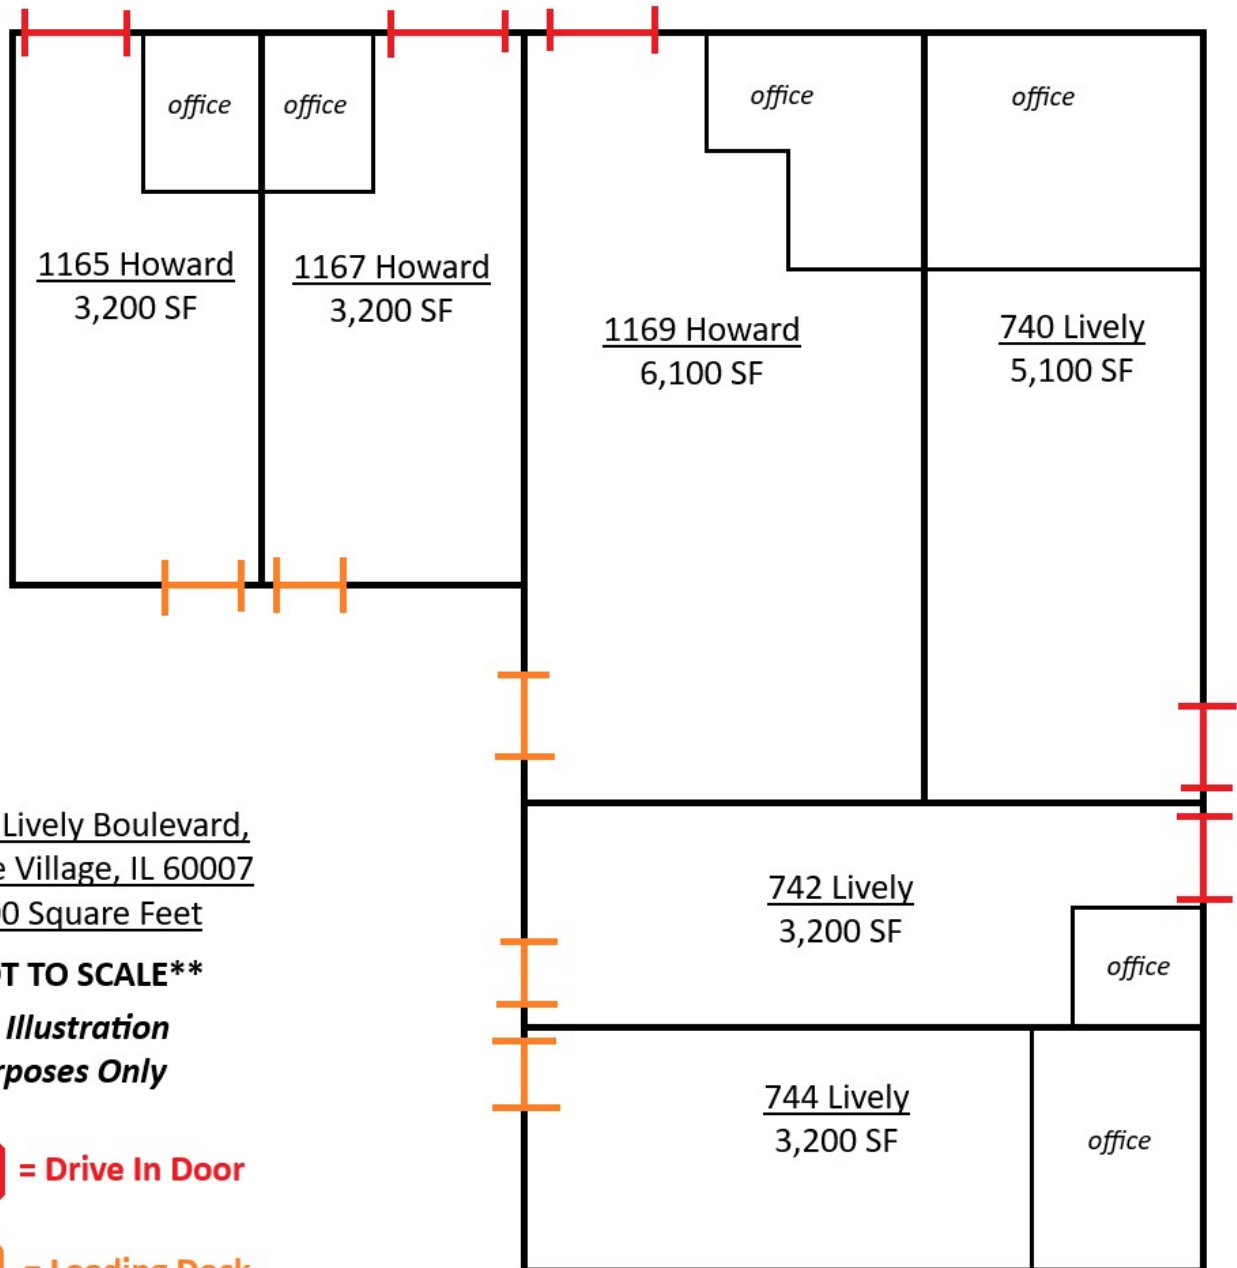 office
office
office
office
1165 Howard
3,200 SF
1167 Howard
3,200 SF
1169 Howard
6,100 SF
740 Lively
5,100 SF
Lively Boulevard,
Village, IL 60007
Square Feet
TO SCALE**
Illustration
Only
742 Lively
3,200 SF
office
744 Lively
3,200 SF
office
= Drive In Door
= Loading Dock